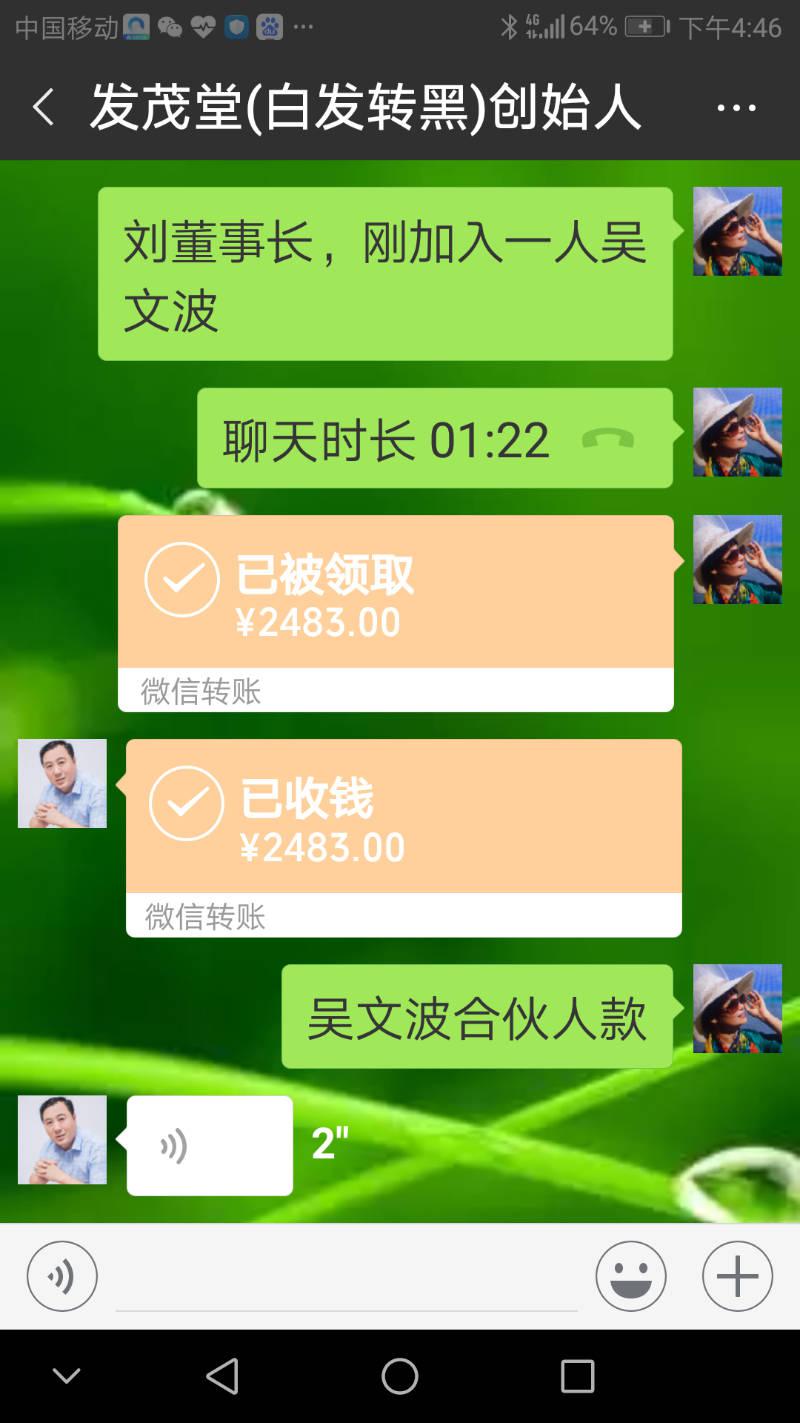 中国移动 ... 4G 64% 下午4:46
发茂堂(白发转黑)创始人
刘董事长，刚加入一人吴
文波
聊天时长 01:22
已被领取
¥2483.00
微信转账
已收钱
¥2483.00
微信转账
吴文波合伙人款
2"